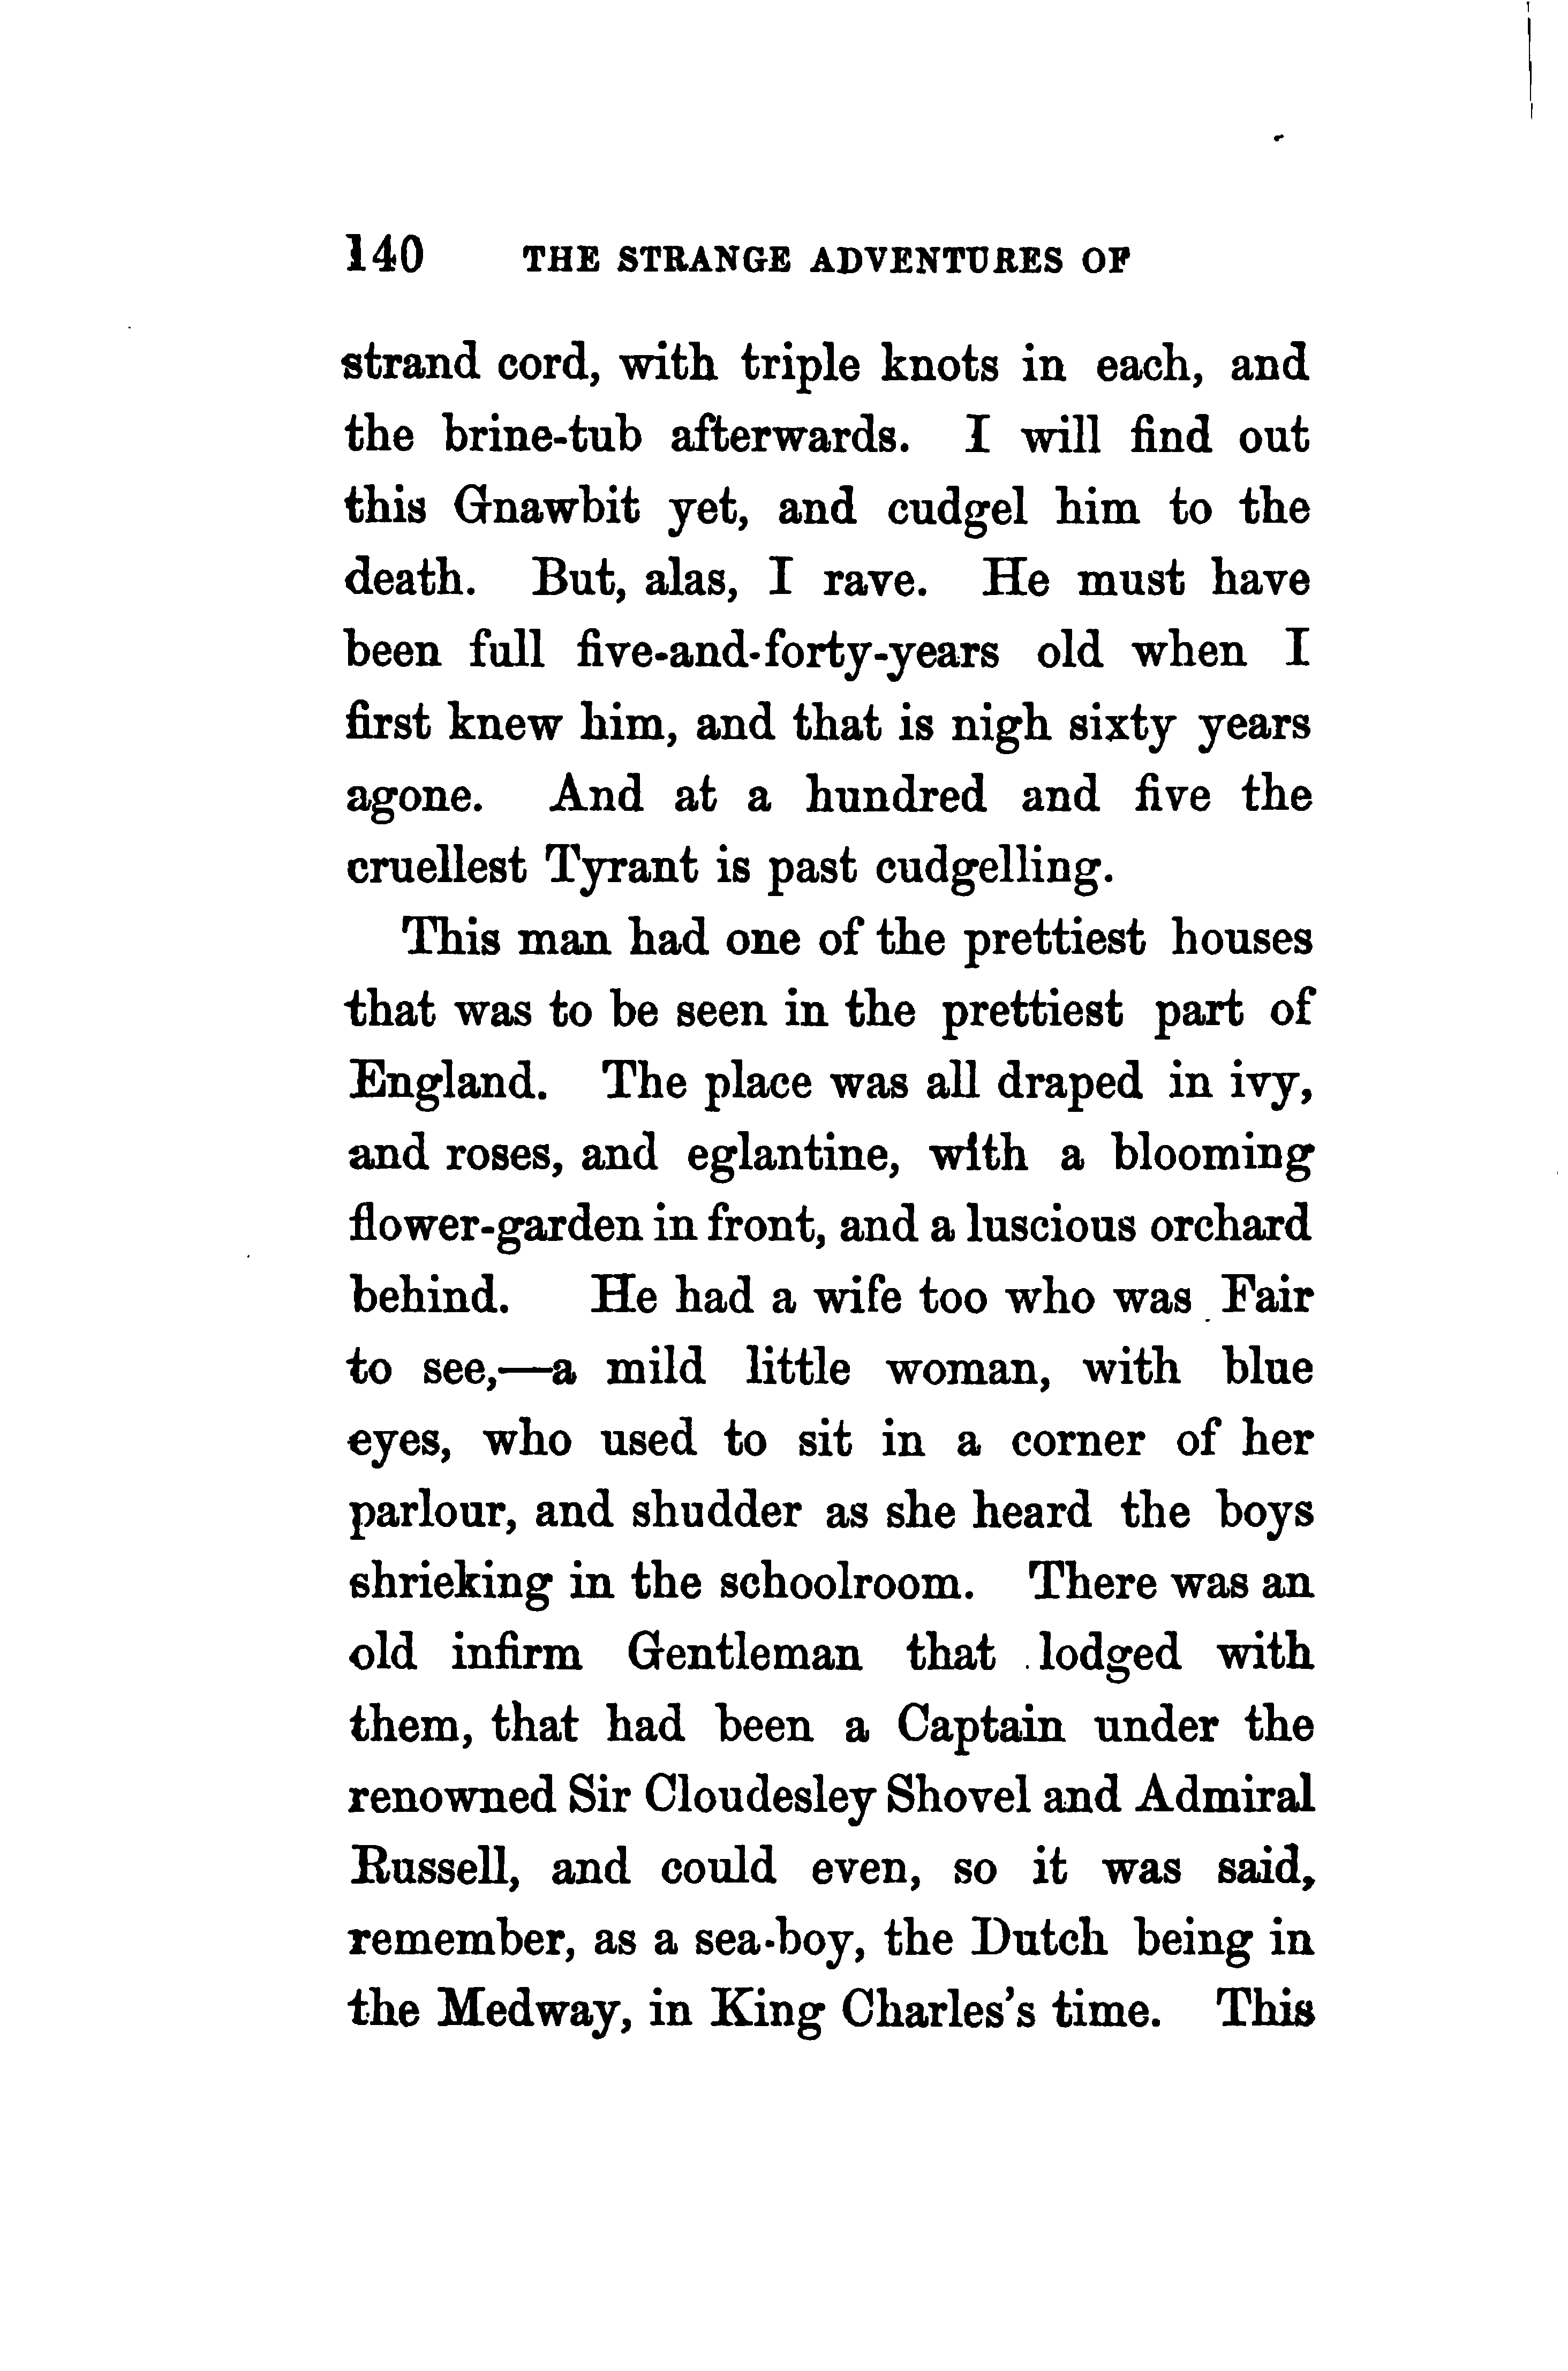 140 THE STRANGE ADVENTURES OF
strand cord, with triple knots in each, and
the brine-tub afterwards. I will find out
this Gnawbit yet, and cudgel him to the
death. But, alas, I rave. He must have
been full five-and-forty-years old when I
first knew him, and that is nigh sixty years
agone. And at a hundred and five the
cruellest Tyrant is past cudgelling.
This man had one of the prettiest houses
that was to be seen in the prettiest part of
England. The place was all draped in ivy,
and roses, and eglantine, with a blooming
flower-garden in front, and a luscious orchard
behind. He had a wife too who was Fair
to see,—a mild little woman, with blue
eyes, who used to sit in a corner of her
parlour, and shudder as she heard the boys
shrieking in the schoolroom. There was an
old infirm Gentleman that lodged with
them, that had been a Captain under the
renowned Sir Cloudesley Shovel and Admiral
Russell, and could even, so it was said,
remember, as a sea-boy, the Dutch being in
the Medway, in King Charles's time. This